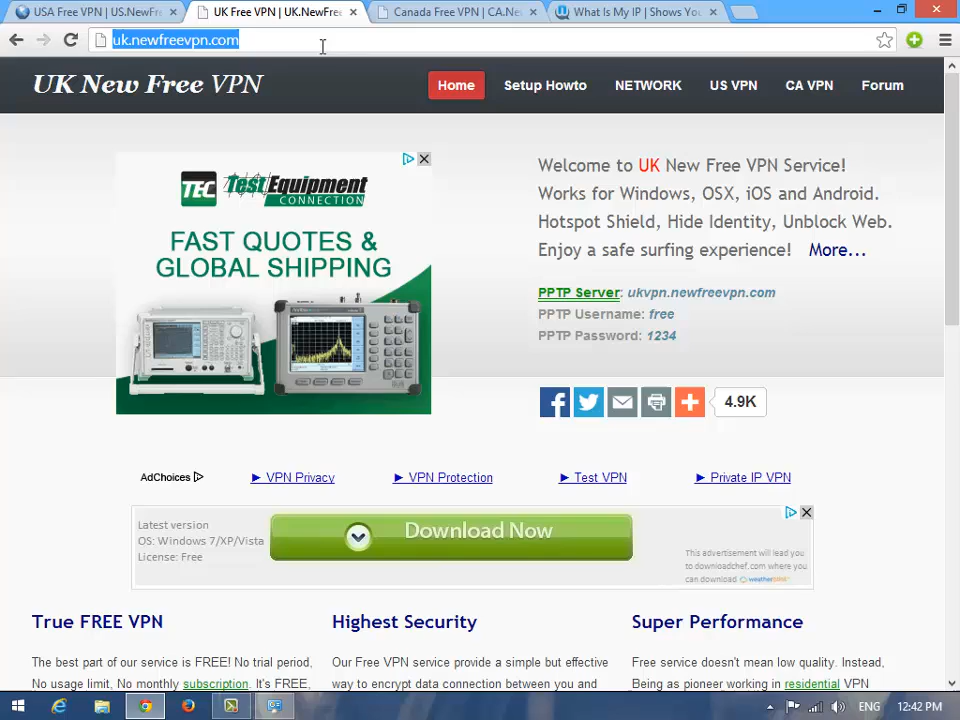 USA Free VPN | US.NewFre
UK Free VPN | UK.NewFree
Canada Free VPN | CA.Ne
What Is My IP | Shows You
uk.newfreevpn.com
UK New Free VPN
Home
Setup Howto
NETWORK
US VPN
CA VPN
Forum
TEC TestEquipment
CONNECTION
FAST QUOTES &
GLOBAL SHIPPING
Welcome to UK New Free VPN Service!
Works for Windows, OSX, iOS and Android.
Hotspot Shield, Hide Identity, Unblock Web.
Enjoy a safe surfing experience! More...
PPTP Server: ukvpn.newfreevpn.com
PPTP Username: free
PPTP Password: 1234
4.9K
AdChoices
► VPN Privacy
► VPN Protection
► Test VPN
► Private IP VPN
Latest version
OS: Windows 7/XP/Vista
License: Free
Download Now
This advertisement will lead you
to downloadchef.com where you
can download
True FREE VPN
The best part of our service is FREE! No trial period,
No usage limit, No monthly subscription. It's FREE,
Highest Security
Our Free VPN service provide a simple but effective
way to encrypt data connection between you and
Super Performance
Free service doesn't mean low quality. Instead,
Being as pioneer working in residential VPN
ENG
12:42 PM